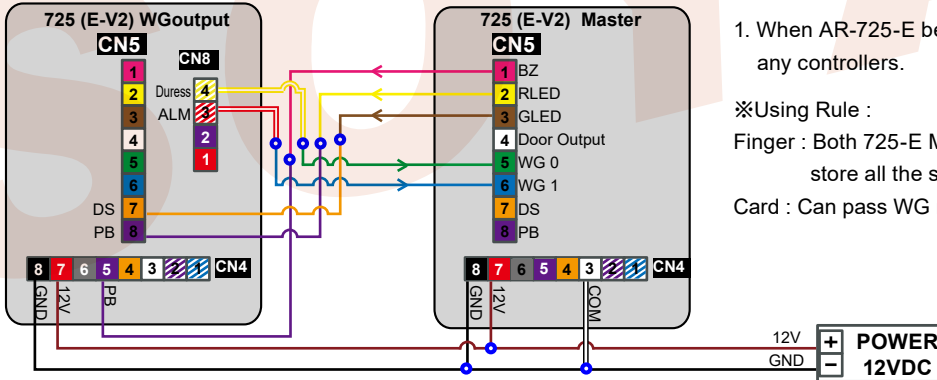 725 (E-V2) WGoutput
CN5
CN8
1
2
3
4
5
6
DS 7
PB 8
Duress 4
ALM 3
2
1
8 7 6 5 4 3 2 1 CN4
GND
12V
PB
725 (E-V2) Master
CN5
1 BZ
2 RLED
3 GLED
4 Door Output
5 WG 0
6 WG 1
7 DS
8 PB
8 7 6 5 4 3 2 1 CN4
GND
12V
COM
1. When AR-725-E be
any controllers.
※Using Rule :
Finger : Both 725-E M
store all the s
Card : Can pass WG
12V
GND
+ POWER
− 12VDC